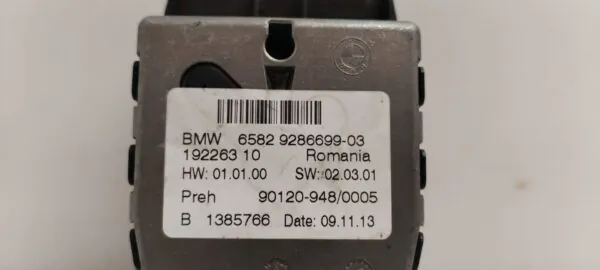 BMW 6582 9286699-03
192263 10 Romania
HW: 01.01.00 SW: 02.03.01
Preh 90120-948/0005
B 1385766 Date: 09.11.13